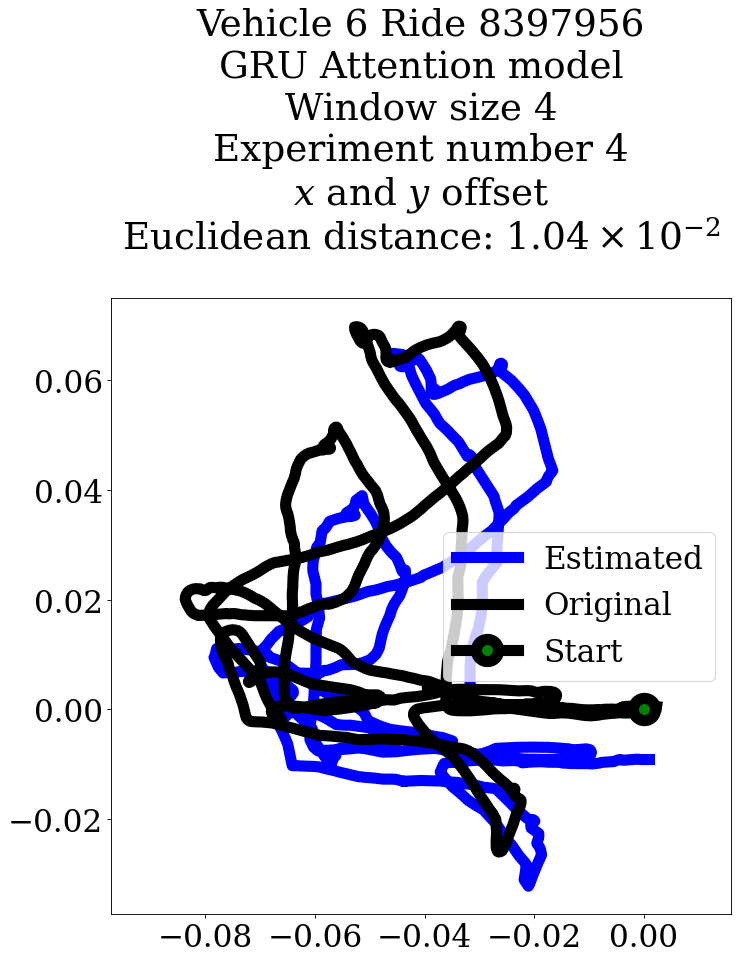 Vehicle 6 Ride 8397956
GRU Attention model
Window size 4
Experiment number 4
x and y offset
Euclidean distance: 1.04 × 10⁻²
0.06
0.04
0.02
0.00
−0.02
Estimated
Original
Start
−0.08 −0.06 −0.04 −0.02 0.00